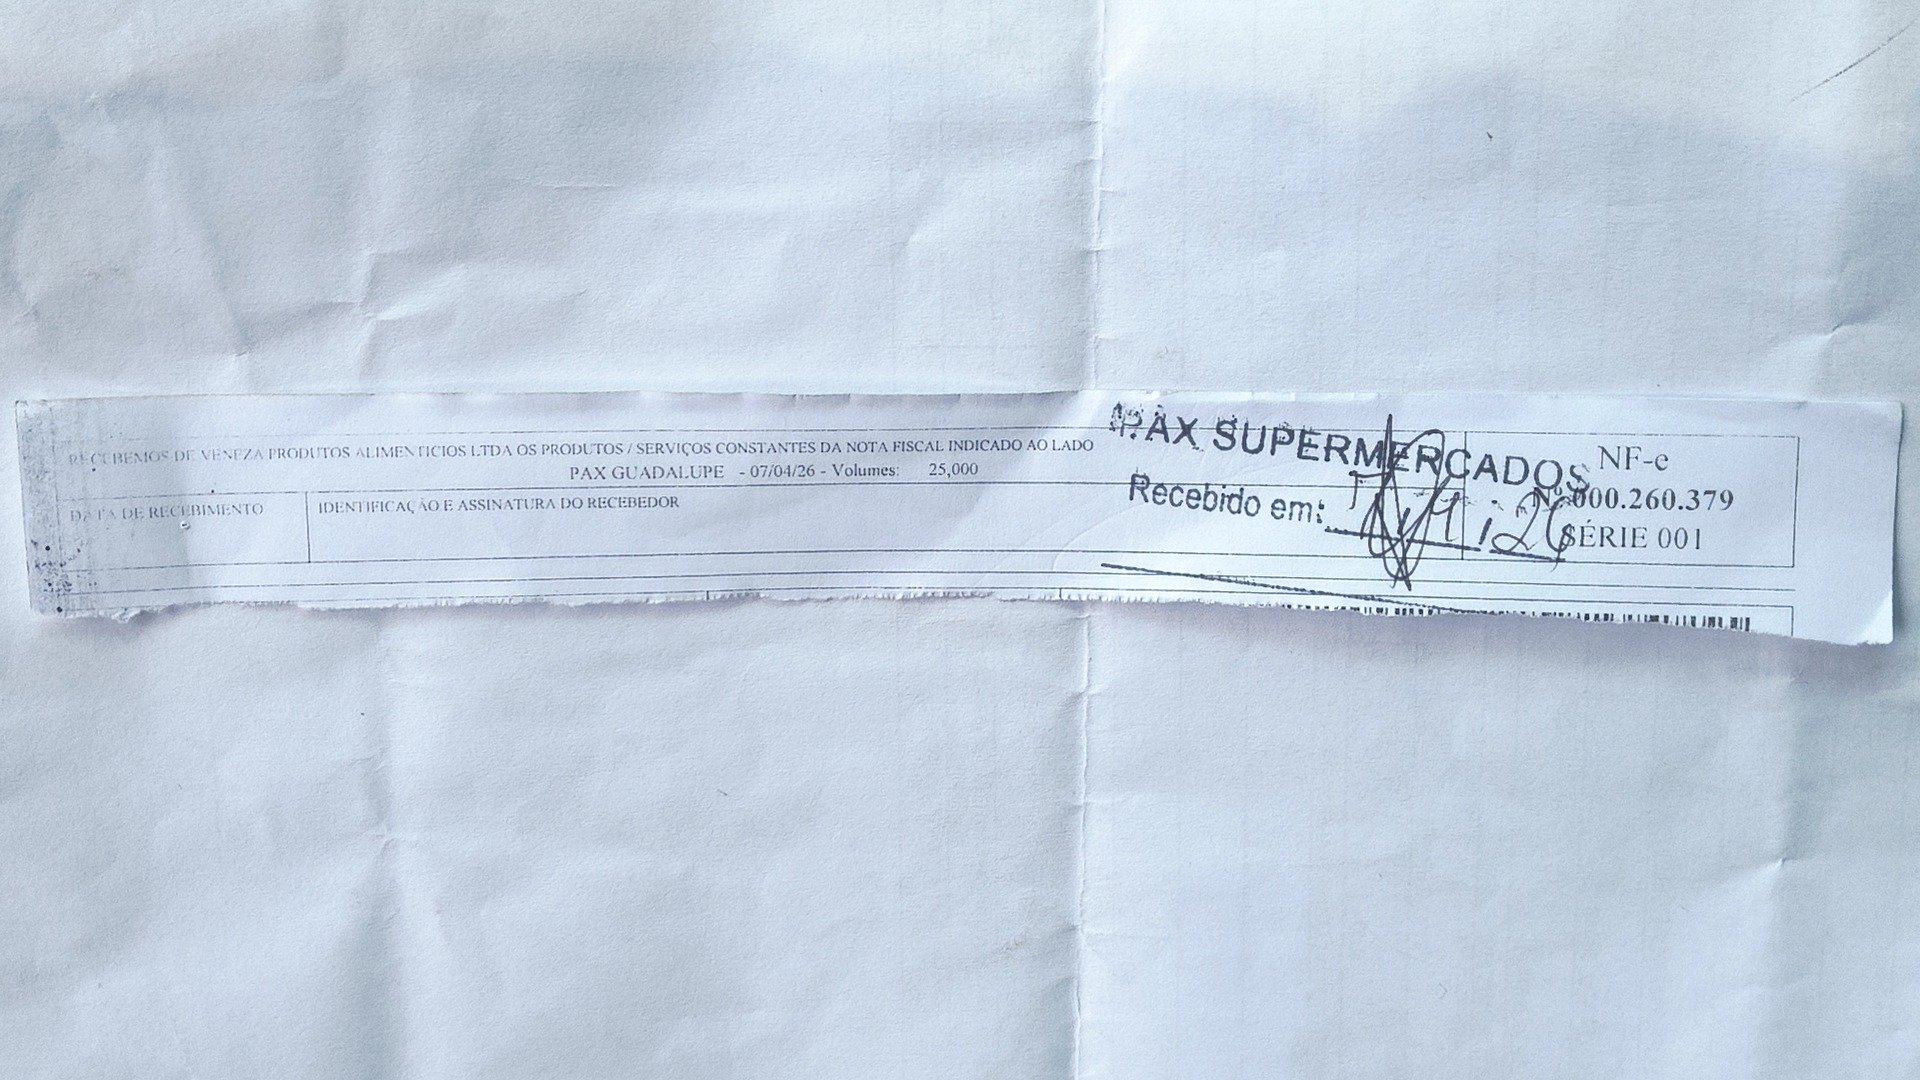 RECEBEMOS DE VENEZA PRODUTOS ALIMENTICIOS LTDA OS PRODUTOS / SERVIÇOS CONSTANTES DA NOTA FISCAL INDICADO AO LADO
PAX GUADALUPE - 07/04/26 - Volumes: 25,000
DATA DE RECEBIMENTO
IDENTIFICAÇÃO E ASSINATURA DO RECEBEDOR
PAX SUPERMERCADOS
Recebido em:
26
NF-e
Nº 000.260.379
SÉRIE 001